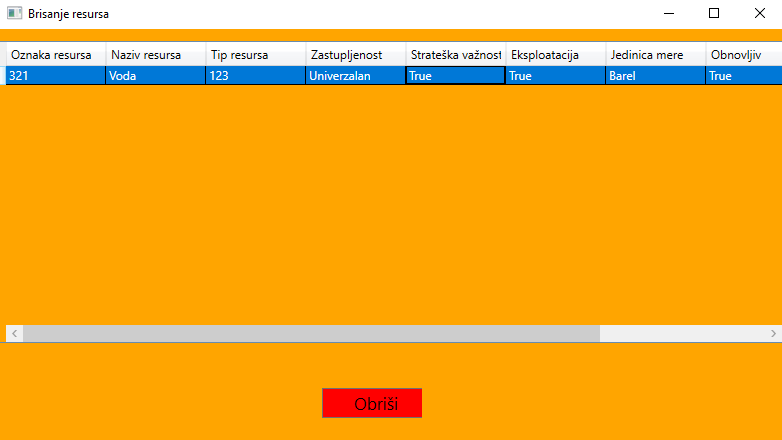 Brisanje resursa
Oznaka resursa Naziv resursa Tip resursa Zastupljenost Strateška važnost Eksploatacija Jedinica mere Obnovljiv
321 Voda 123 Univerzalan True True Barel True
Obriši